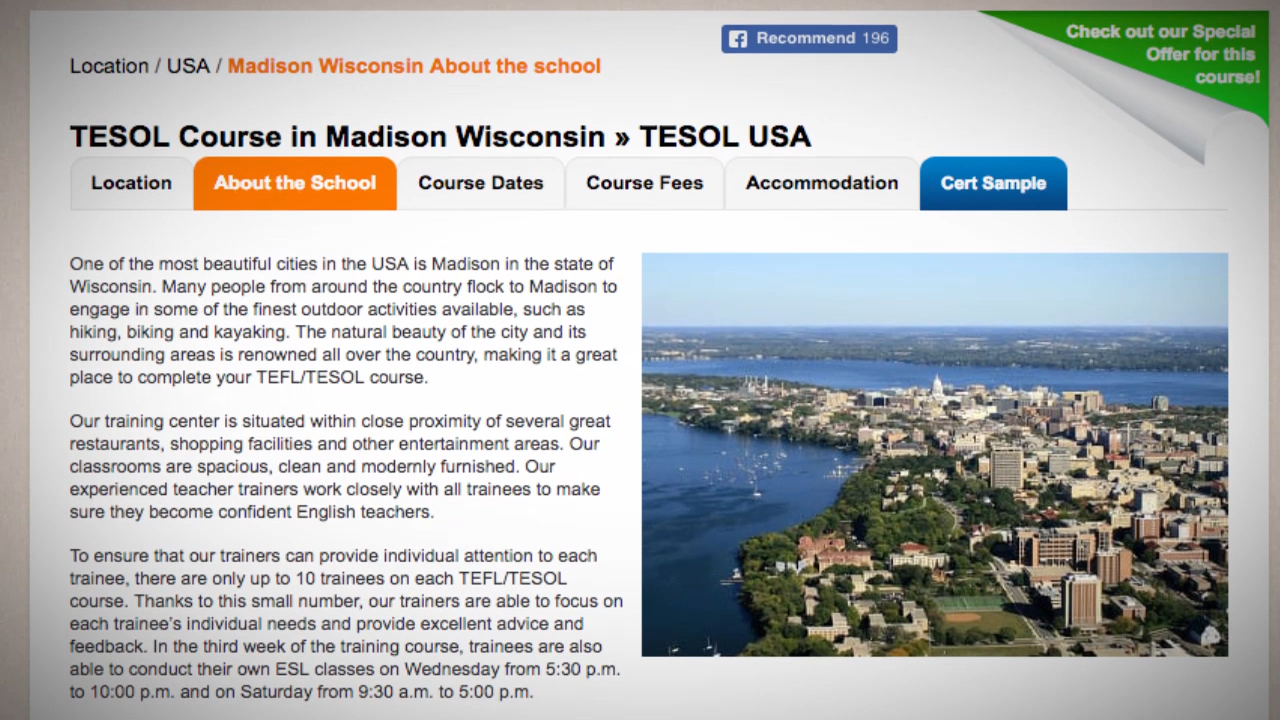 Recommend 196
Check out our Special
Offer for this
course!
Location / USA / Madison Wisconsin About the school
TESOL Course in Madison Wisconsin » TESOL USA
Location
About the School
Course Dates
Course Fees
Accommodation
Cert Sample
One of the most beautiful cities in the USA is Madison in the state of
Wisconsin. Many people from around the country flock to Madison to
engage in some of the finest outdoor activities available, such as
hiking, biking and kayaking. The natural beauty of the city and its
surrounding areas is renowned all over the country, making it a great
place to complete your TEFL/TESOL course.
Our training center is situated within close proximity of several great
restaurants, shopping facilities and other entertainment areas. Our
classrooms are spacious, clean and modernly furnished. Our
experienced teacher trainers work closely with all trainees to make
sure they become confident English teachers.
To ensure that our trainers can provide individual attention to each
trainee, there are only up to 10 trainees on each TEFL/TESOL
course. Thanks to this small number, our trainers are able to focus on
each trainee's individual needs and provide excellent advice and
feedback. In the third week of the training course, trainees are also
able to conduct their own ESL classes on Wednesday from 5:30 p.m.
to 10:00 p.m. and on Saturday from 9:30 a.m. to 5:00 p.m.